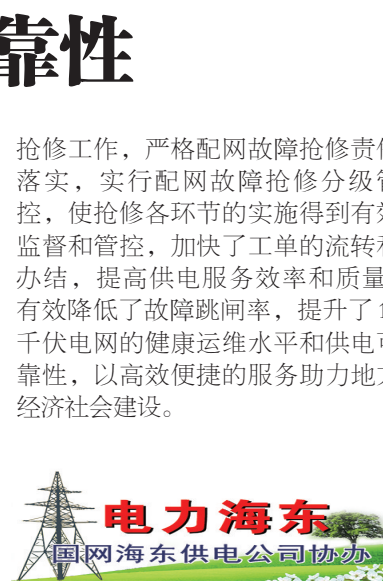 靠性
抢修工作，严格配网故障抢修责
落实，实行配网故障抢修分级
控，使抢修各环节的实施得到有
监督和管控，加快了工单的流转
办结，提高供电服务效率和质量
有效降低了故障跳闸率，提升了1
千伏电网的健康运维水平和供电
靠性，以高效便捷的服务助力地
经济社会建设。
电力海东
国网海东供电公司协办